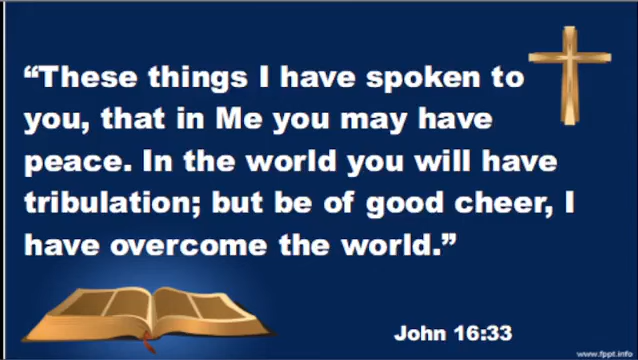 “These things I have spoken to
you, that in Me you may have
peace. In the world you will have
tribulation; but be of good cheer, I
have overcome the world.”
John 16:33
www.fppt.info